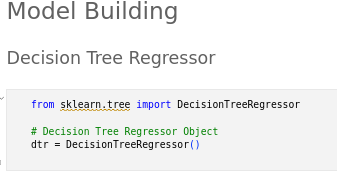 Model Building
Decision Tree Regressor
from sklearn.tree import DecisionTreeRegressor
# Decision Tree Regressor Object
dtr = DecisionTreeRegressor()